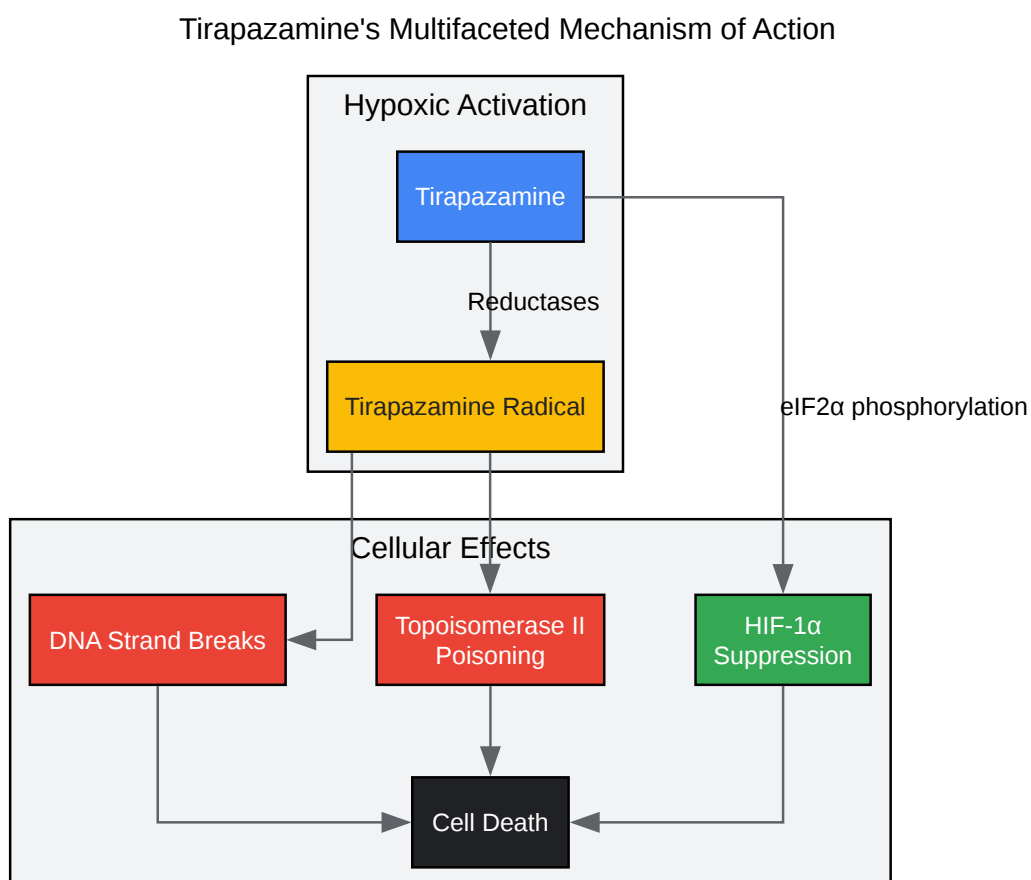 Tirapazamine's Multifaceted Mechanism of Action
Hypoxic Activation
Tirapazamine
Reductases
Tirapazamine Radical
eIF2α phosphorylation
Cellular Effects
DNA Strand Breaks
Topoisomerase II
Poisoning
HIF-1α
Suppression
Cell Death